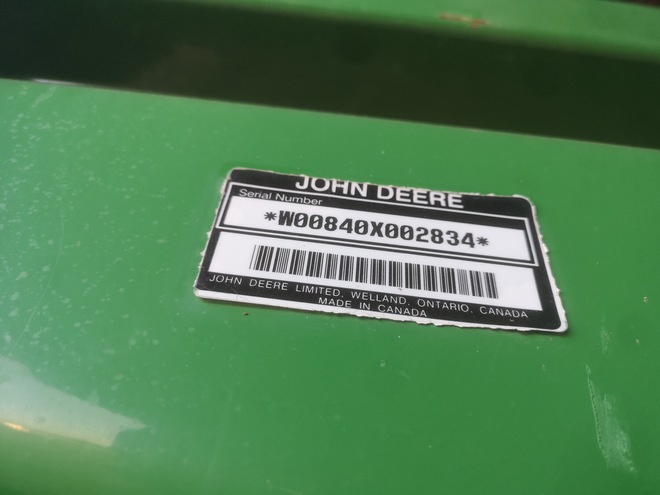 JOHN DEERE
Serial Number
*W00840X002834*
JOHN DEERE LIMITED, WELLAND, ONTARIO, CANADA
MADE IN CANADA